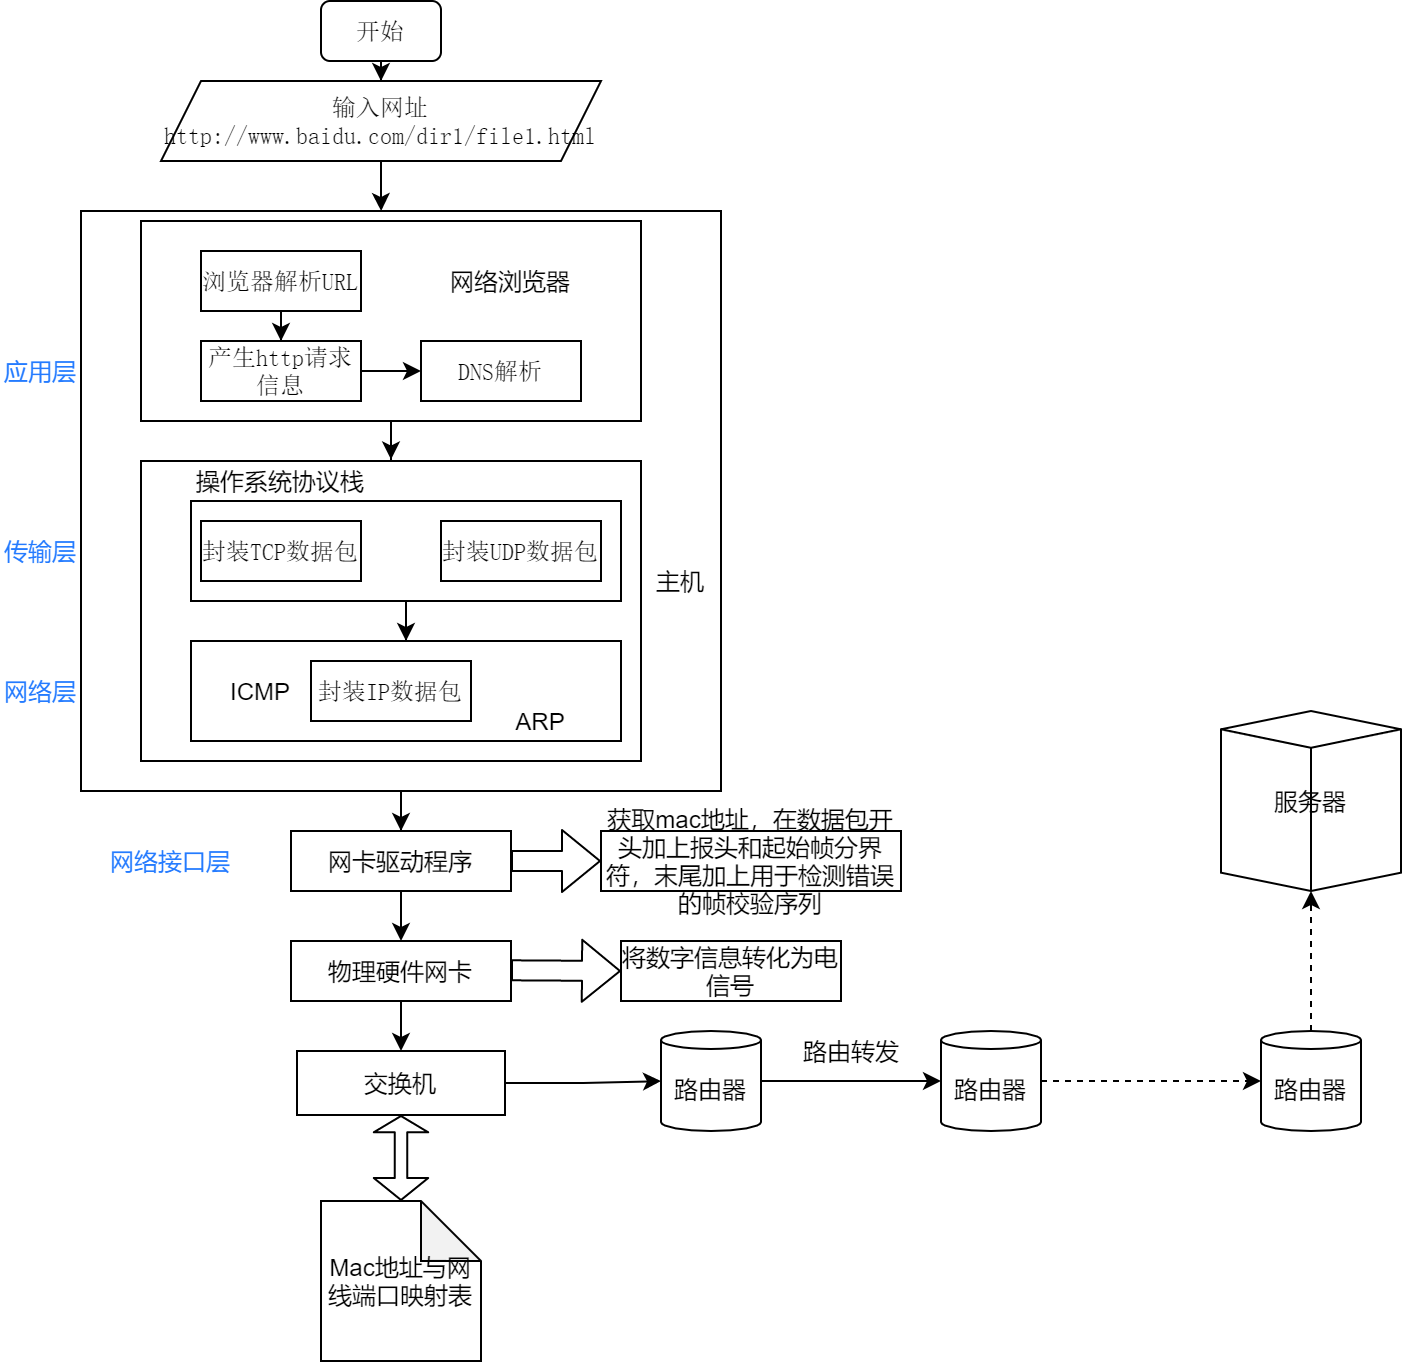 开始
输入网址
http://www.baidu.com/dir1/file1.html
浏览器解析URL
网络浏览器
产生http请求
信息
DNS解析
应用层
操作系统协议栈
封装TCP数据包
封装UDP数据包
传输层
主机
ICMP
封装IP数据包
ARP
网络层
服务器
网络接口层
网卡驱动程序
获取mac地址，在数据包开
头加上报头和起始帧分界
符，末尾加上用于检测错误
的帧校验序列
物理硬件网卡
将数字信息转化为电
信号
交换机
路由器
路由转发
路由器
路由器
Mac地址与网
线端口映射表